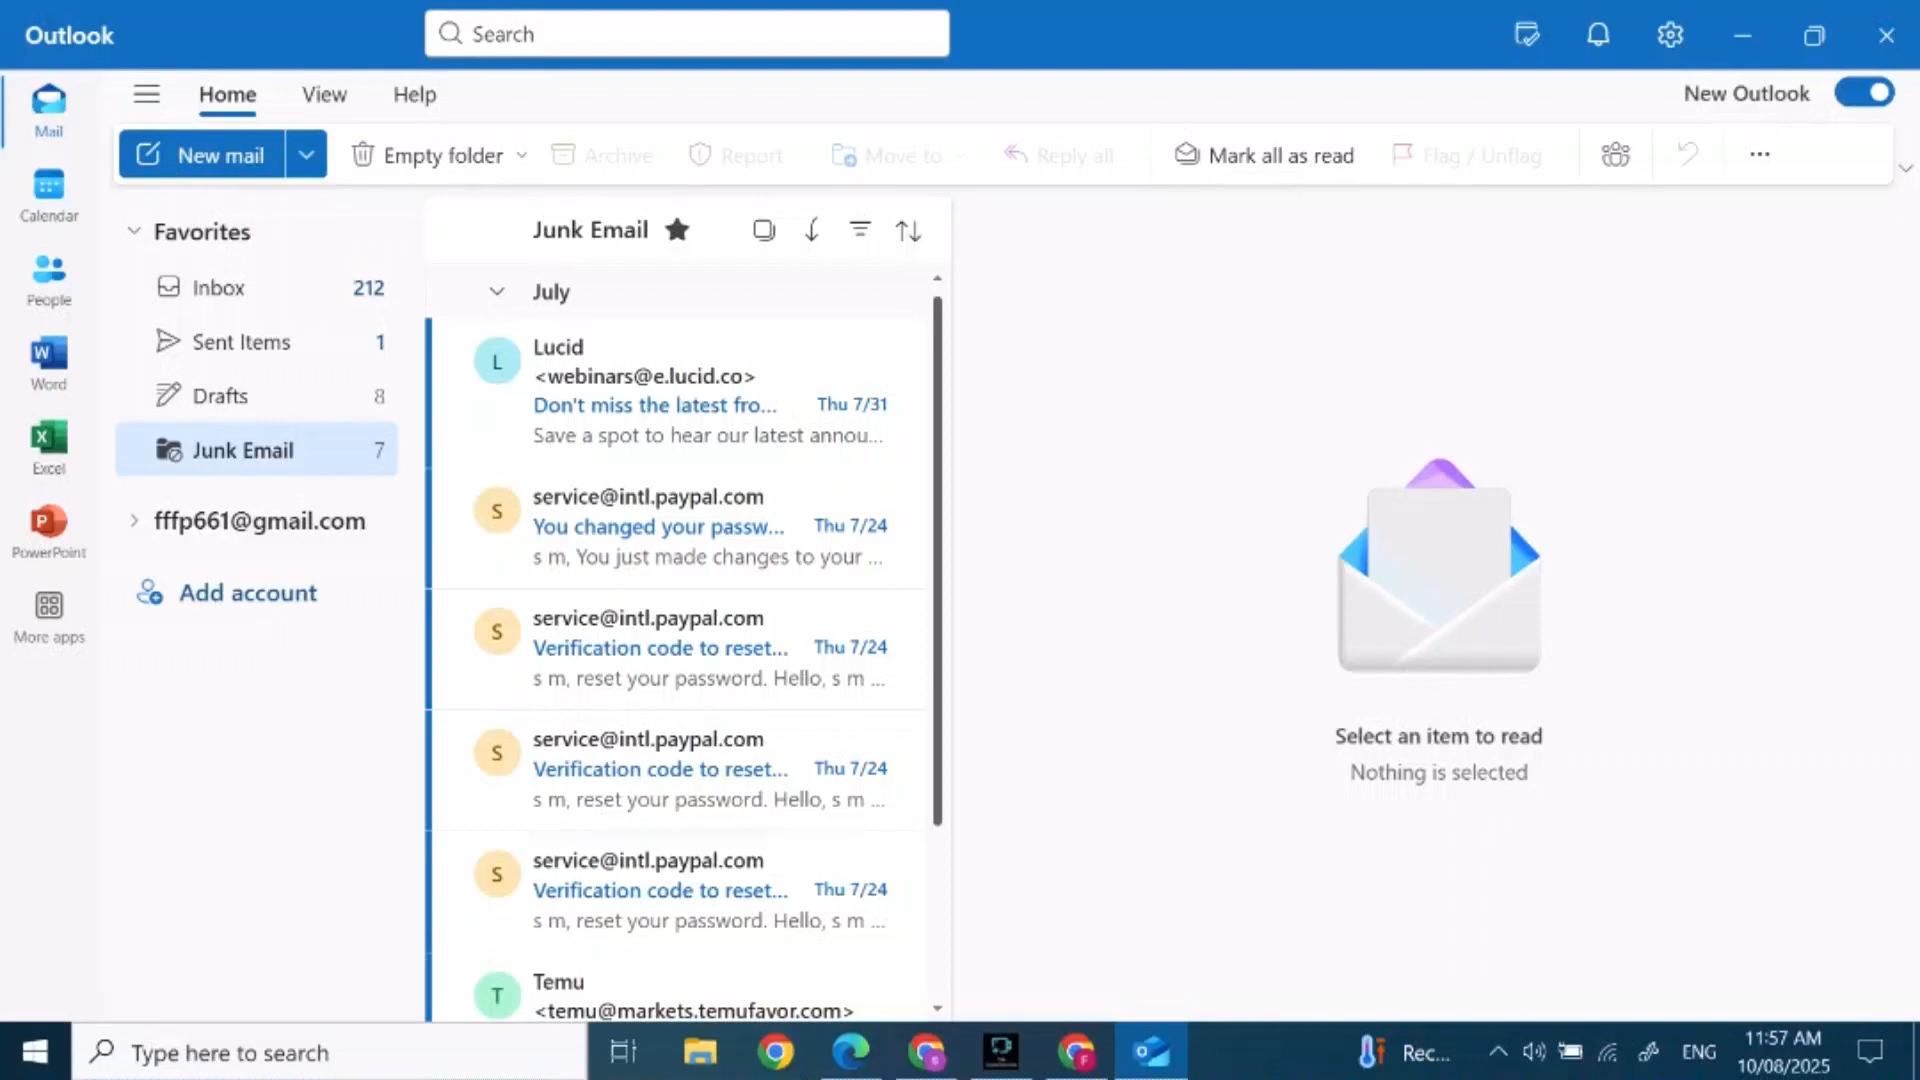 Outlook
Search
Mail
Calendar
People
Word
Excel
PowerPoint
More apps
Home View Help
New Outlook
New mail Empty folder Archive Report Move to Reply all Mark all as read Flag / Unflag ...
Favorites
Inbox 212
Sent Items 1
Drafts 8
Junk Email 7
fffp661@gmail.com
Add account
Junk Email
July
L
Lucid
<webinars@e.lucid.co>
Don't miss the latest fro... Thu 7/31
Save a spot to hear our latest annou...
S
service@intl.paypal.com
You changed your passw... Thu 7/24
s m, You just made changes to your ...
S
service@intl.paypal.com
Verification code to reset... Thu 7/24
s m, reset your password. Hello, s m ...
S
service@intl.paypal.com
Verification code to reset... Thu 7/24
s m, reset your password. Hello, s m ...
S
service@intl.paypal.com
Verification code to reset... Thu 7/24
s m, reset your password. Hello, s m ...
T
Temu
<temu@markets.temufavor.com>
Select an item to read
Nothing is selected
Type here to search
Rec...
ENG
11:57 AM
10/08/2025